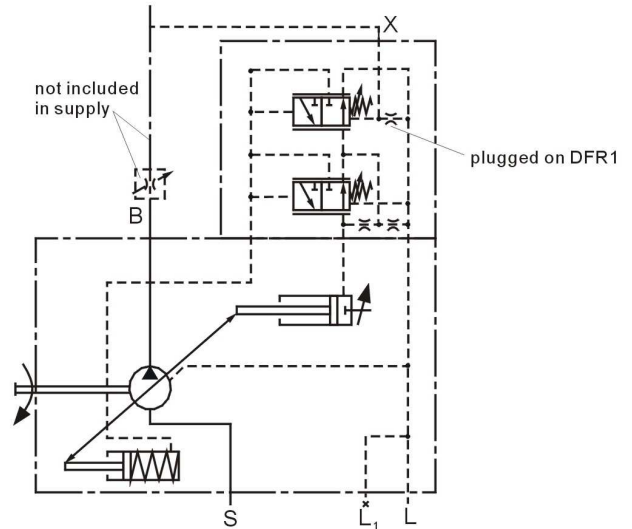 X
not included
in supply
plugged on DFR1
B
S
L1
L